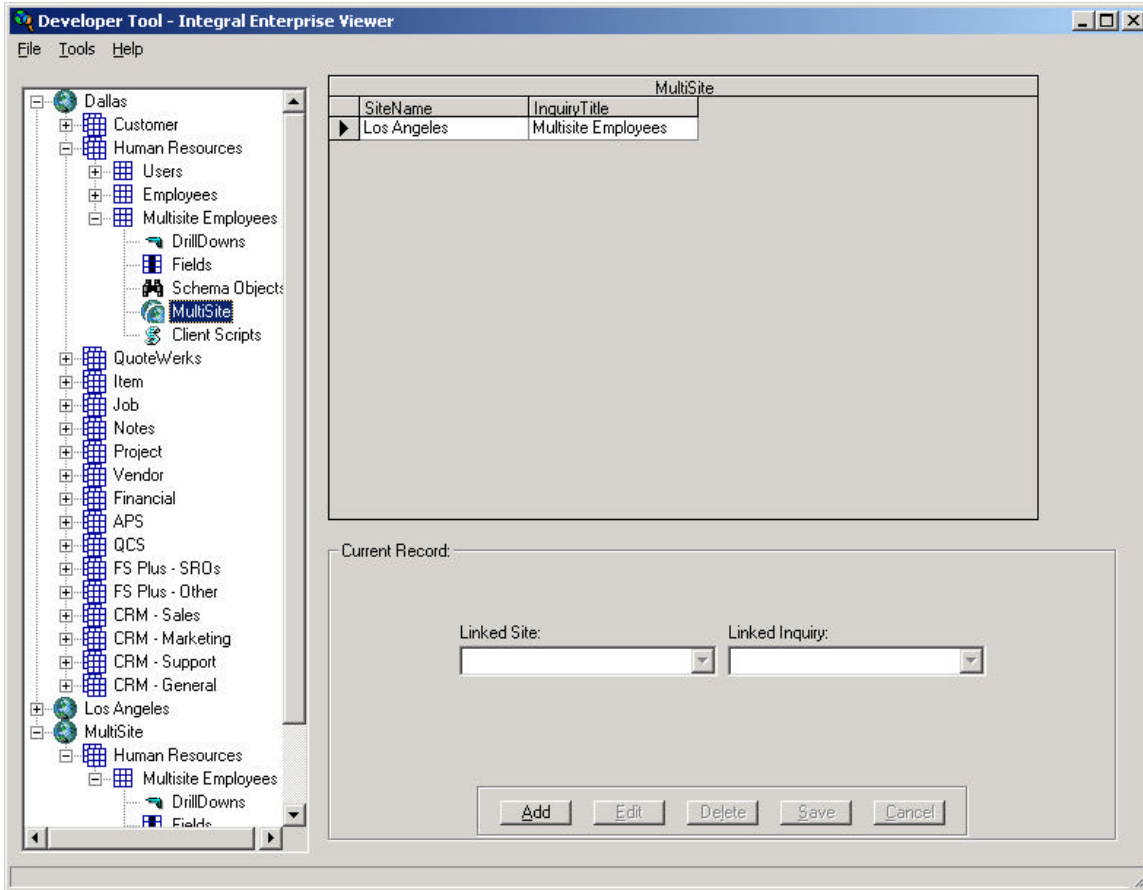 Developer Tool - Integral Enterprise Viewer
File Tools Help
Dallas
Customer
Human Resources
Users
Employees
Multisite Employees
DrillDowns
Fields
Schema Objects
MultiSite
Client Scripts
QuoteWerks
Item
Job
Notes
Project
Vendor
Financial
APS
QCS
FS Plus - SROs
FS Plus - Other
CRM - Sales
CRM - Marketing
CRM - Support
CRM - General
Los Angeles
MultiSite
Human Resources
Multisite Employees
DrillDowns
Fields
MultiSite
SiteName InquiryTitle
Los Angeles Multisite Employees
Current Record:
Linked Site: Linked Inquiry:
Add Edit Delete Save Cancel